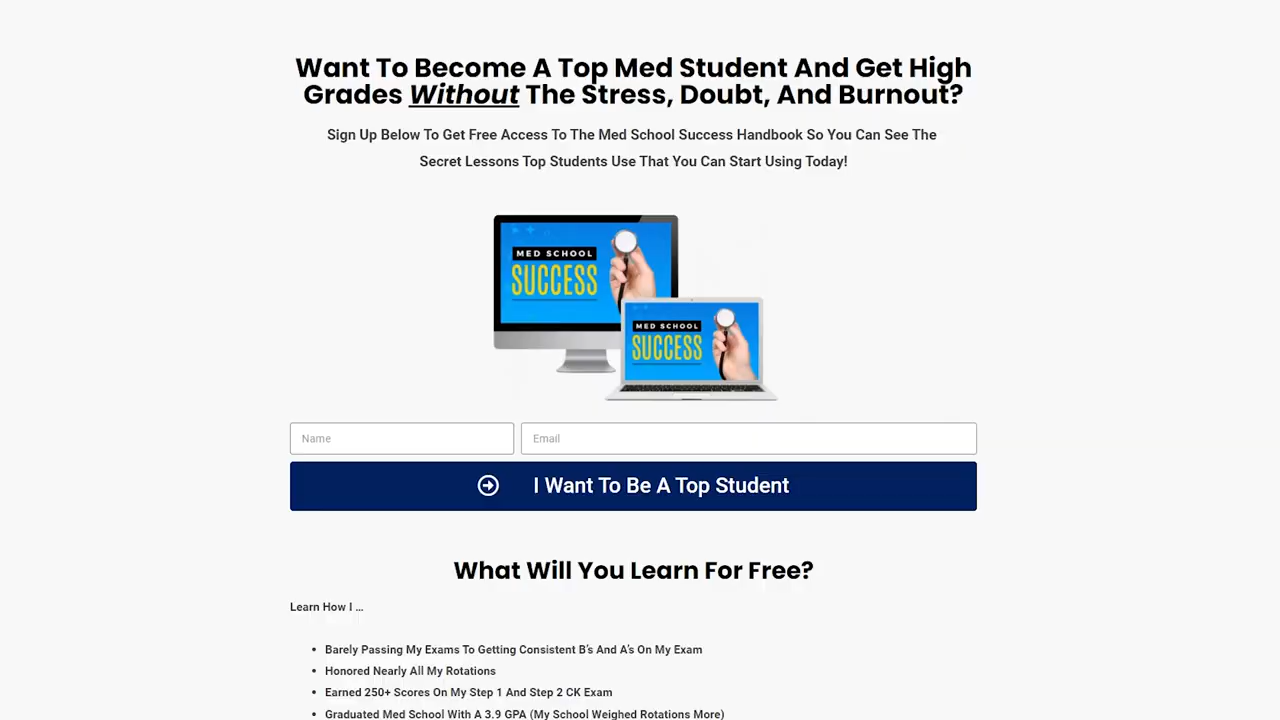 Want To Become A Top Med Student And Get High
Grades Without The Stress, Doubt, And Burnout?
Sign Up Below To Get Free Access To The Med School Success Handbook So You Can See The
Secret Lessons Top Students Use That You Can Start Using Today!
MED SCHOOL
SUCCESS
MED SCHOOL
SUCCESS
Name
Email
I Want To Be A Top Student
What Will You Learn For Free?
Learn How I ...
• Barely Passing My Exams To Getting Consistent B's And A's On My Exam
• Honored Nearly All My Rotations
• Earned 250+ Scores On My Step 1 And Step 2 CK Exam
• Graduated Med School With A 3.9 GPA (My School Weighed Rotations More)